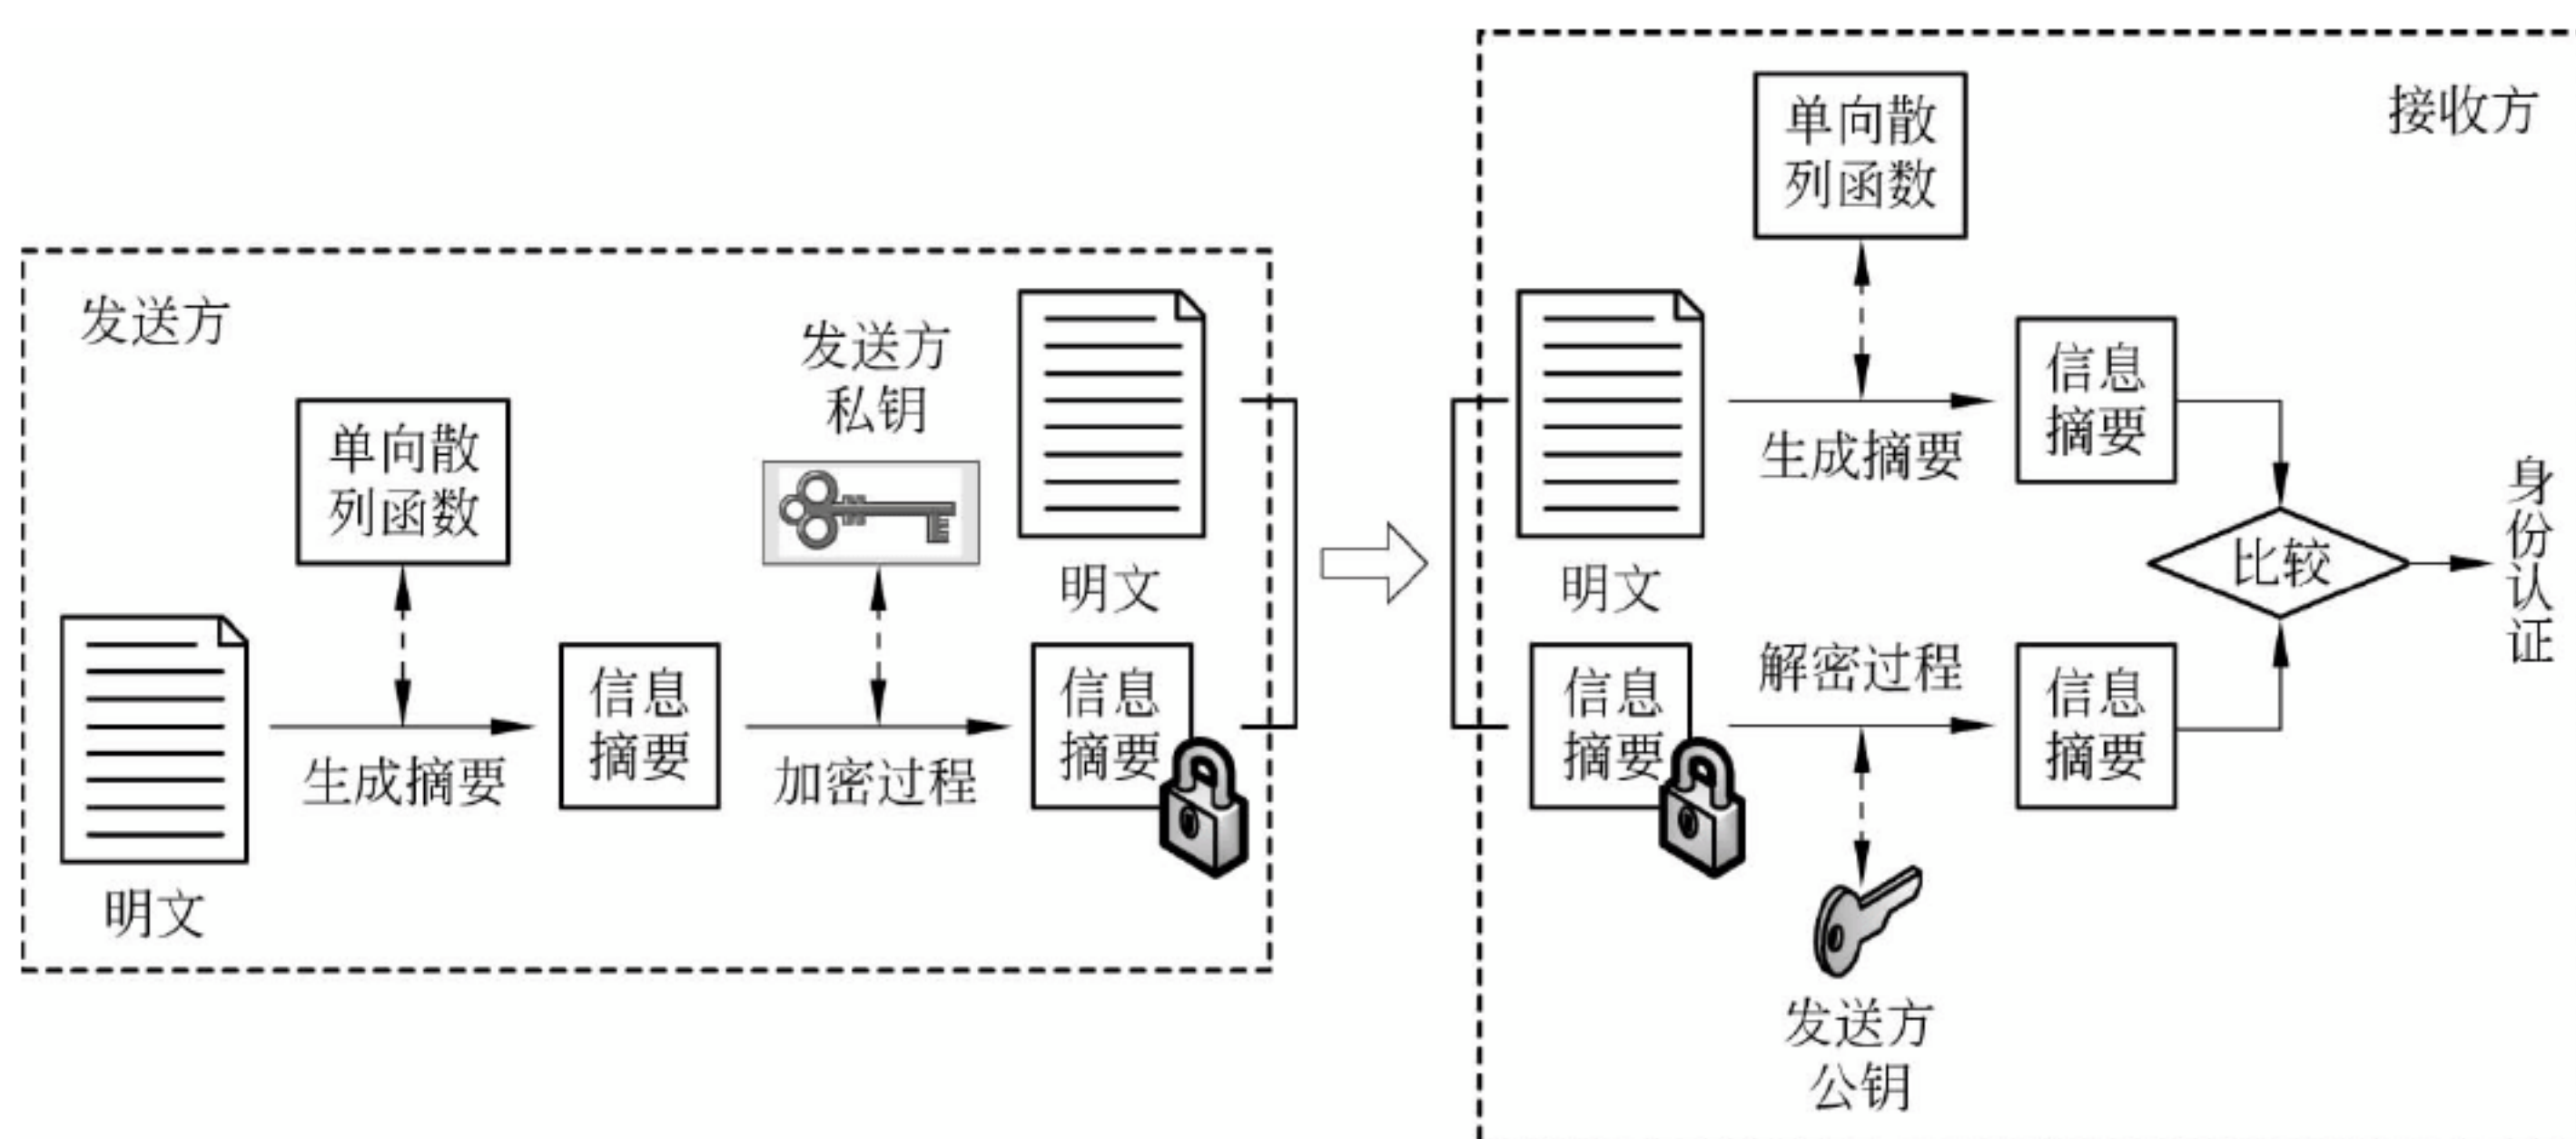 发送方
单向散
列函数
明文
生成摘要
信息
摘要
发送方
私钥
加密过程
明文
信息
摘要
接收方
单向散
列函数
明文
生成摘要
信息
摘要
信息
摘要
解密过程
发送方
公钥
信息
摘要
比较
身
份
认
证